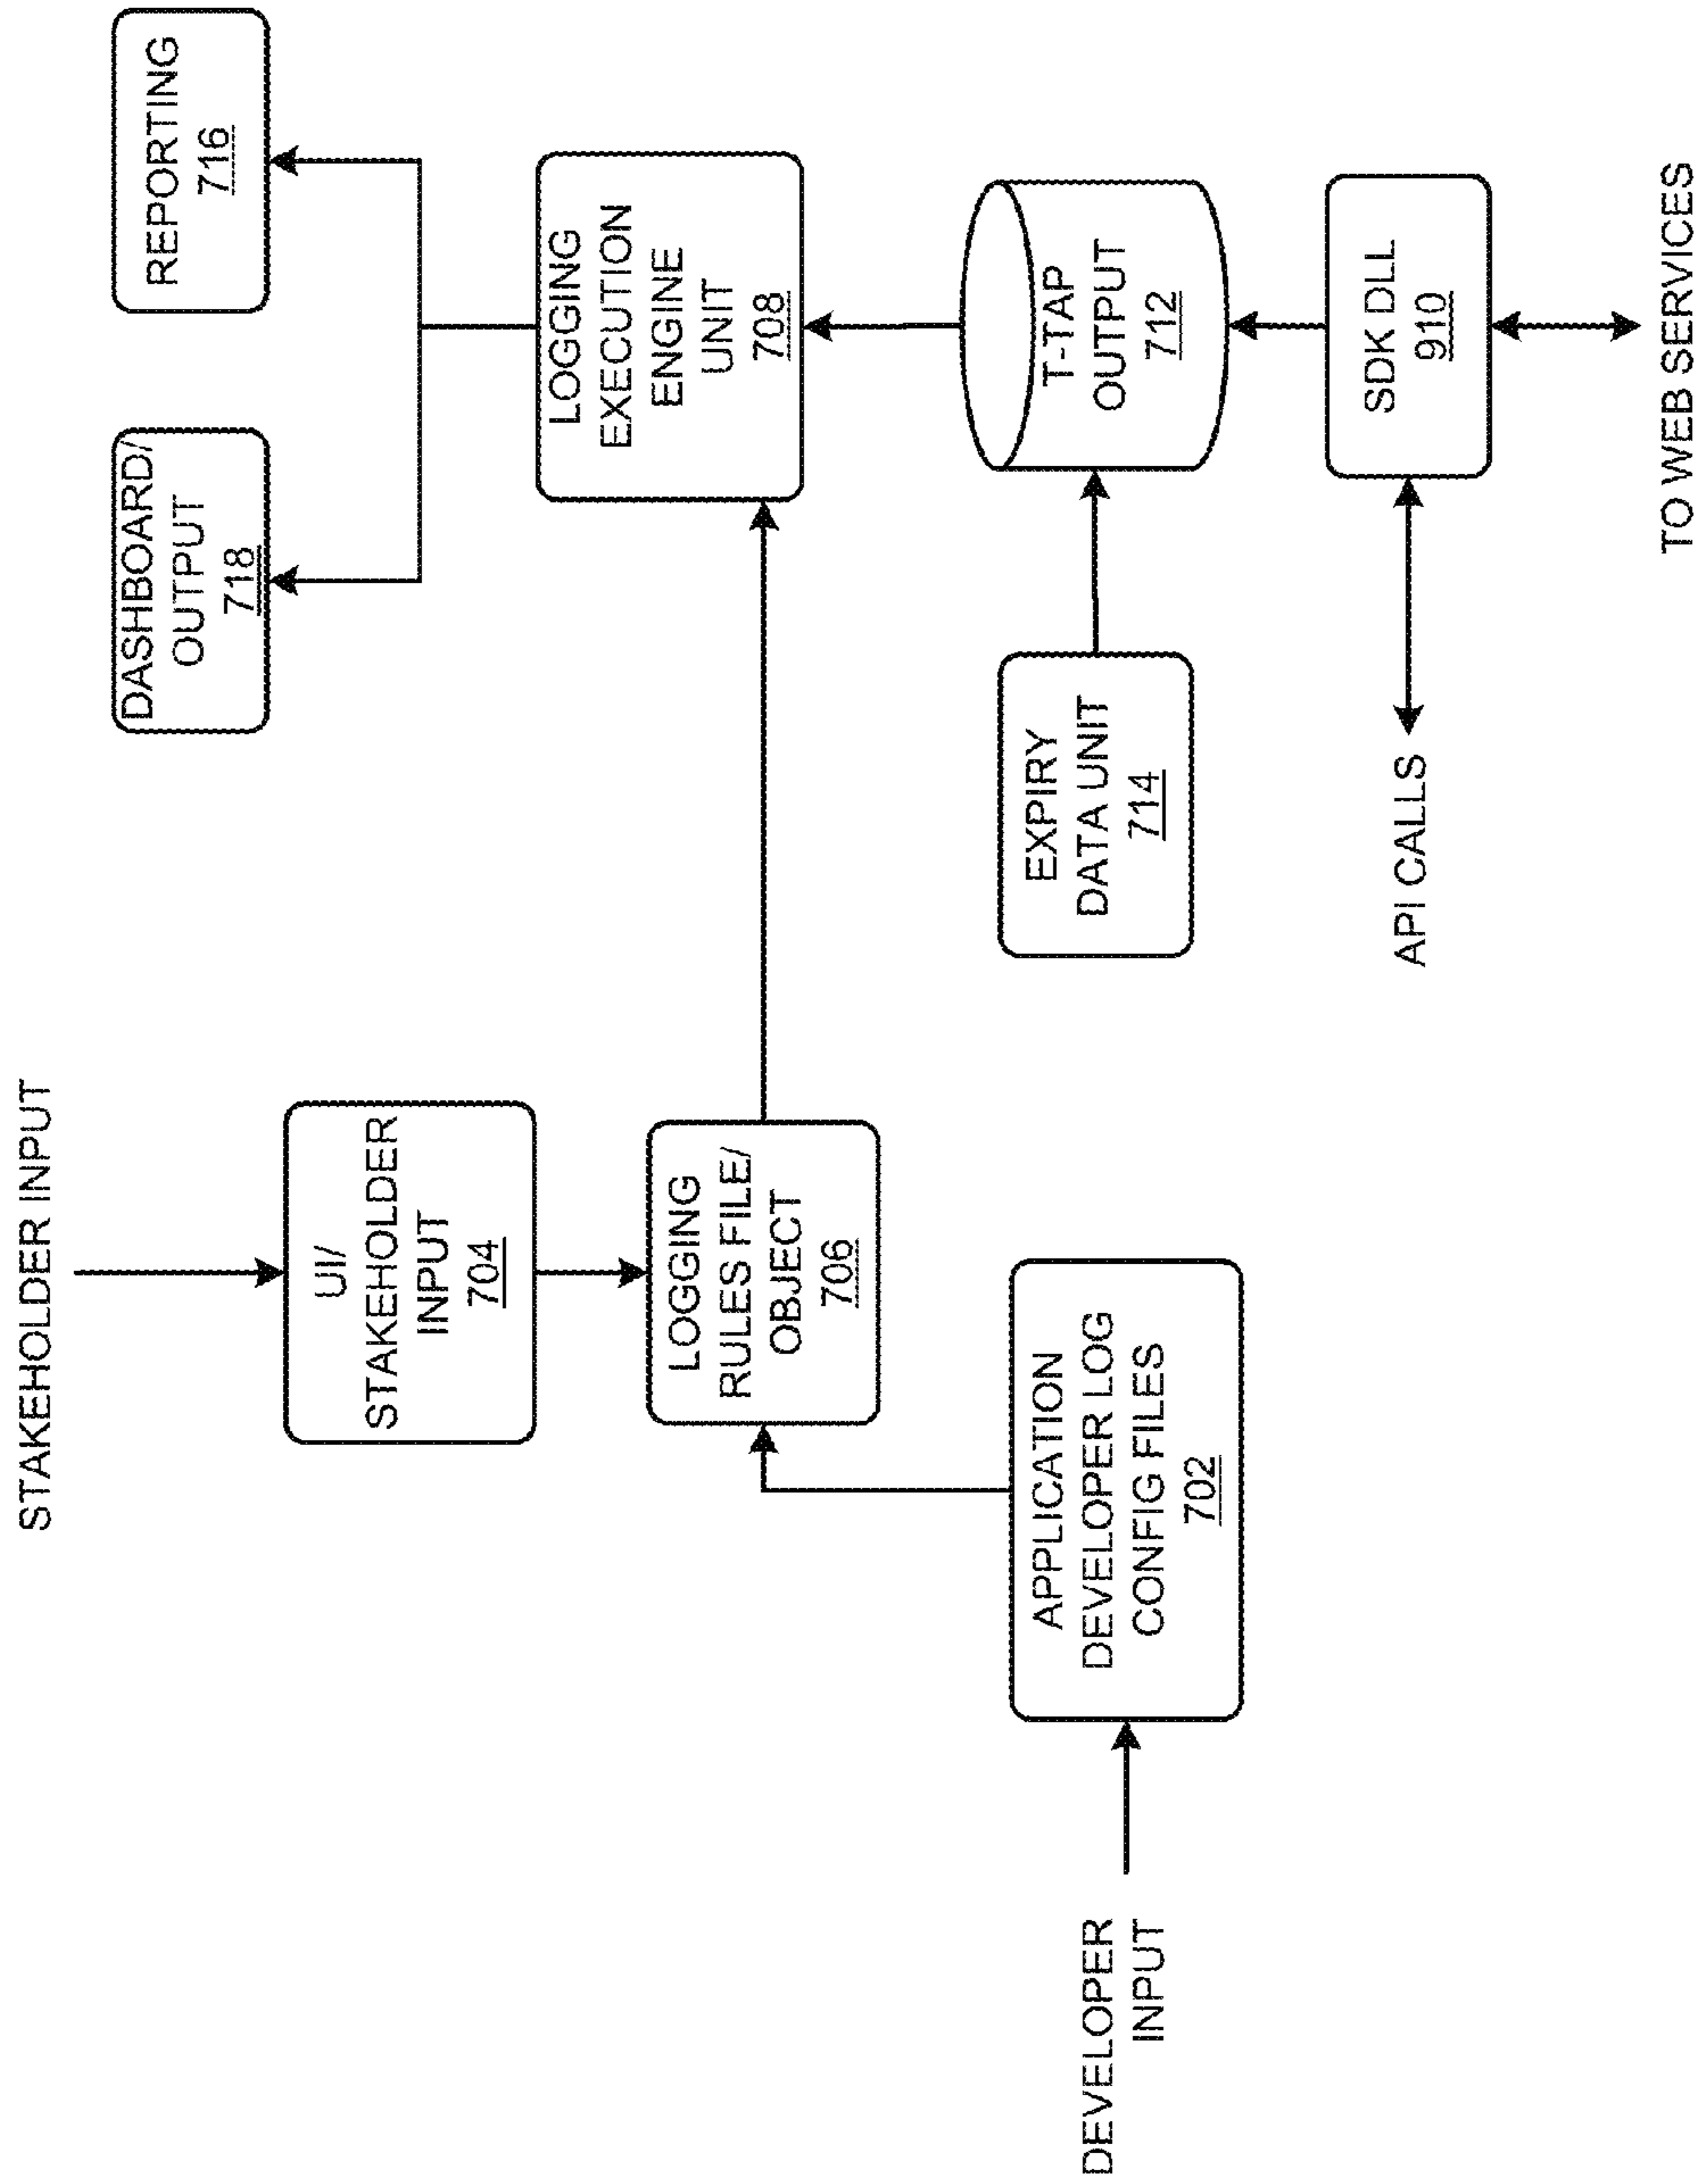 STAKEHOLDER INPUT
UI/
STAKEHOLDER
INPUT
704
LOGGING
RULES FILE/
OBJECT
706
DEVELOPER
INPUT
APPLICATION
DEVELOPER LOG
CONFIG FILES
702
DASHBOARD/
OUTPUT
718
REPORTING
716
LOGGING
EXECUTION
ENGINE
UNIT
708
EXPIRY
DATA UNIT
714
T-TAP
OUTPUT
712
API CALLS
SDK DLL
910
TO WEB SERVICES